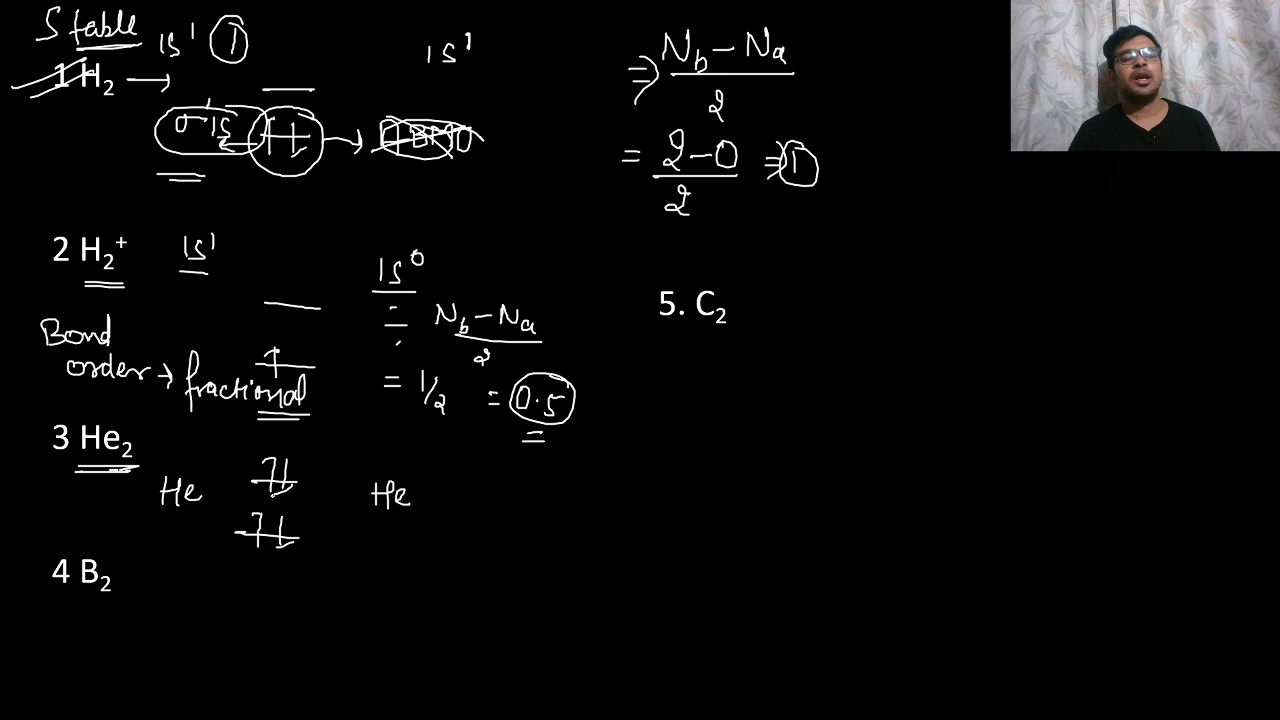 Stable
1s¹ ①
1s¹
1 H₂ →
σ1s →
⇒ N_b - N_a / 2
= 2-0 / 2 ⇒ ①
2 H₂⁺ 1s¹
1s⁰
Bond order → fractional
= N_b - N_a / 2
= 1/2 = 0.5
5. C₂
3 He₂
He He
4 B₂